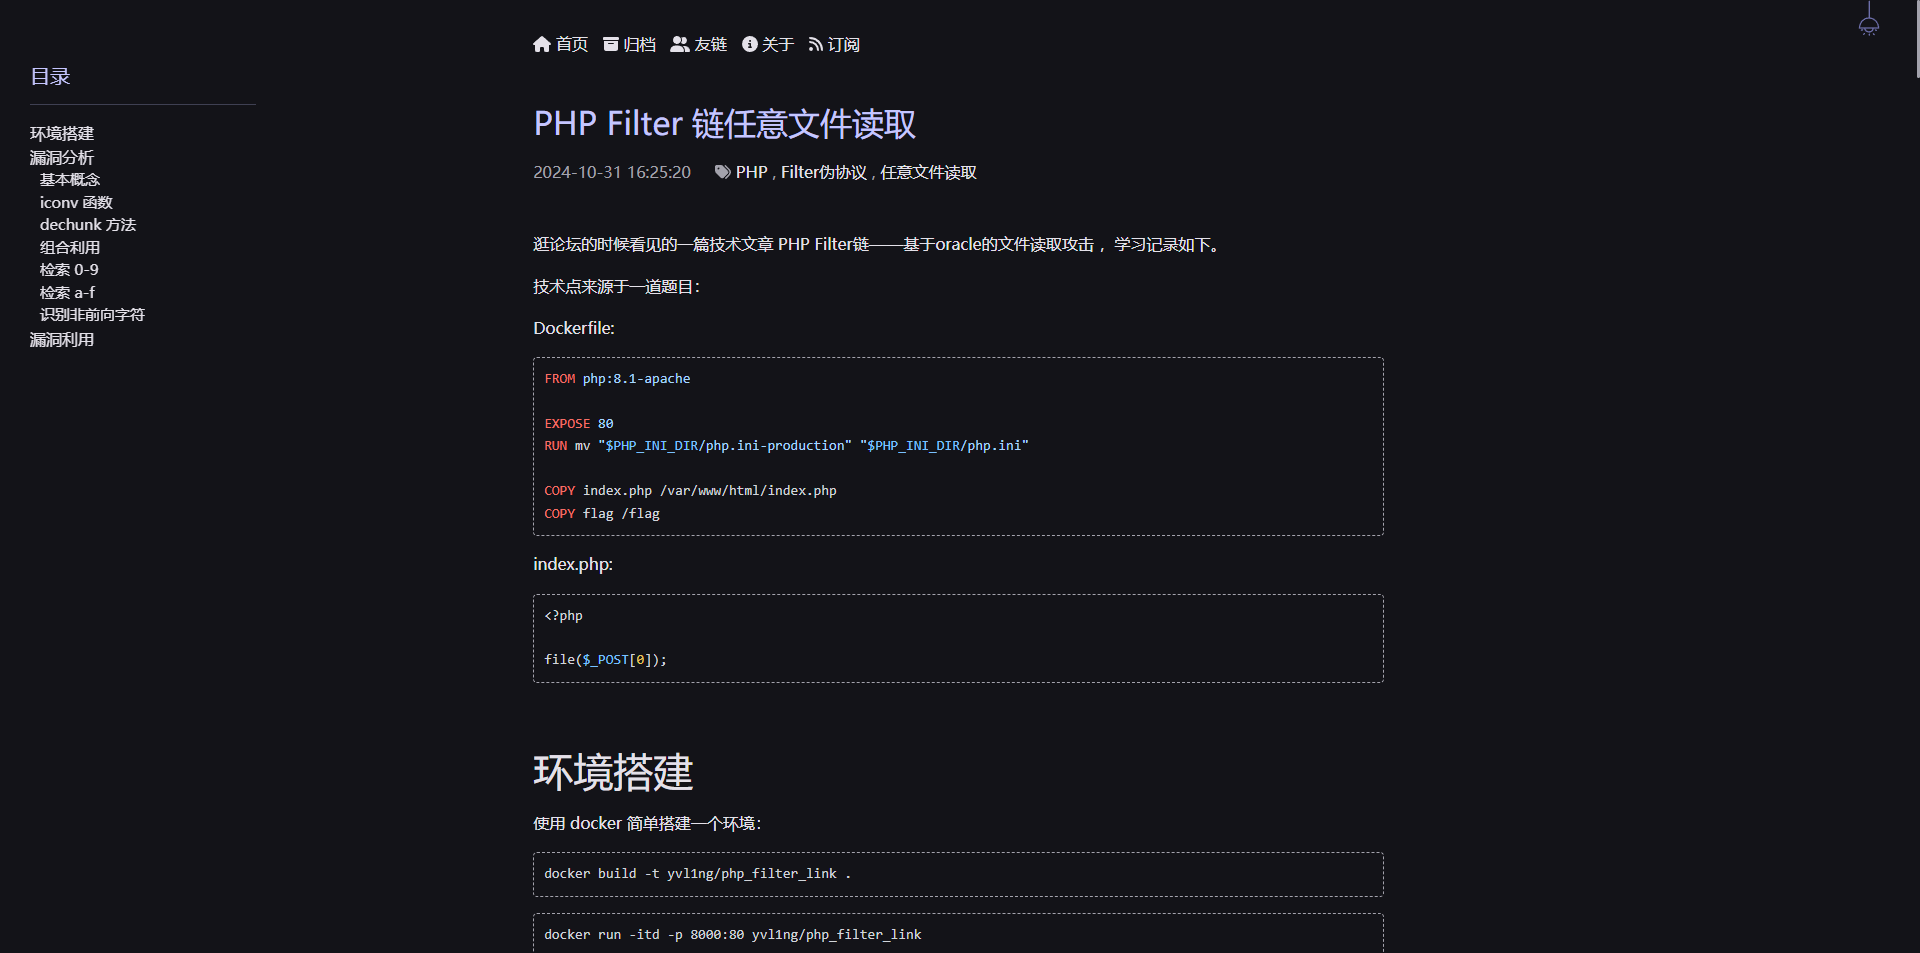 首页 归档 友链 关于 订阅
目录
环境搭建
漏洞分析
基本概念
iconv 函数
dechunk 方法
组合利用
检索 0-9
检索 a-f
识别非前向字符
漏洞利用
PHP Filter 链任意文件读取
2024-10-31 16:25:20 PHP , Filter伪协议 , 任意文件读取
逛论坛的时候看见的一篇技术文章 PHP Filter链——基于oracle的文件读取攻击 ，学习记录如下。
技术点来源于一道题目：
Dockerfile:
FROM php:8.1-apache
EXPOSE 80
RUN mv "$PHP_INI_DIR/php.ini-production" "$PHP_INI_DIR/php.ini"
COPY index.php /var/www/html/index.php
COPY flag /flag
index.php:
<?php
file($_POST[0]);
环境搭建
使用 docker 简单搭建一个环境：
docker build -t yvl1ng/php_filter_link .
docker run -itd -p 8000:80 yvl1ng/php_filter_link